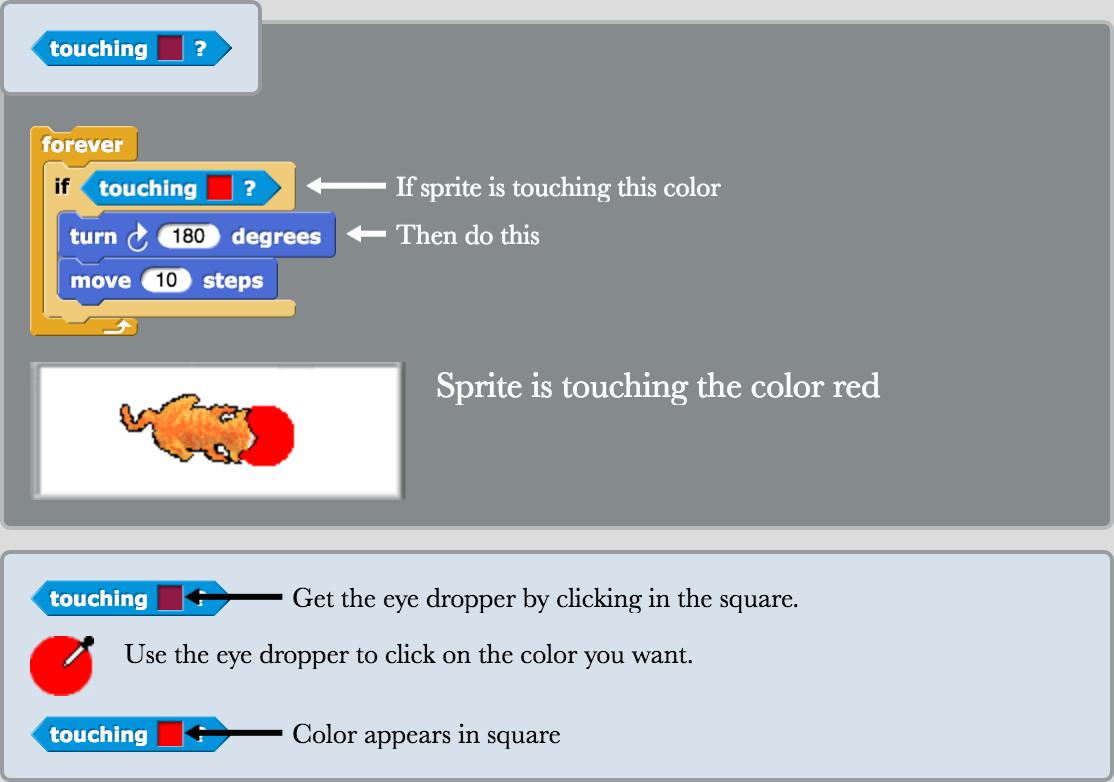 touching ?
forever
if touching ? If sprite is touching this color
turn 180 degrees Then do this
move 10 steps
Sprite is touching the color red
touching ? Get the eye dropper by clicking in the square.
Use the eye dropper to click on the color you want.
touching ? Color appears in square